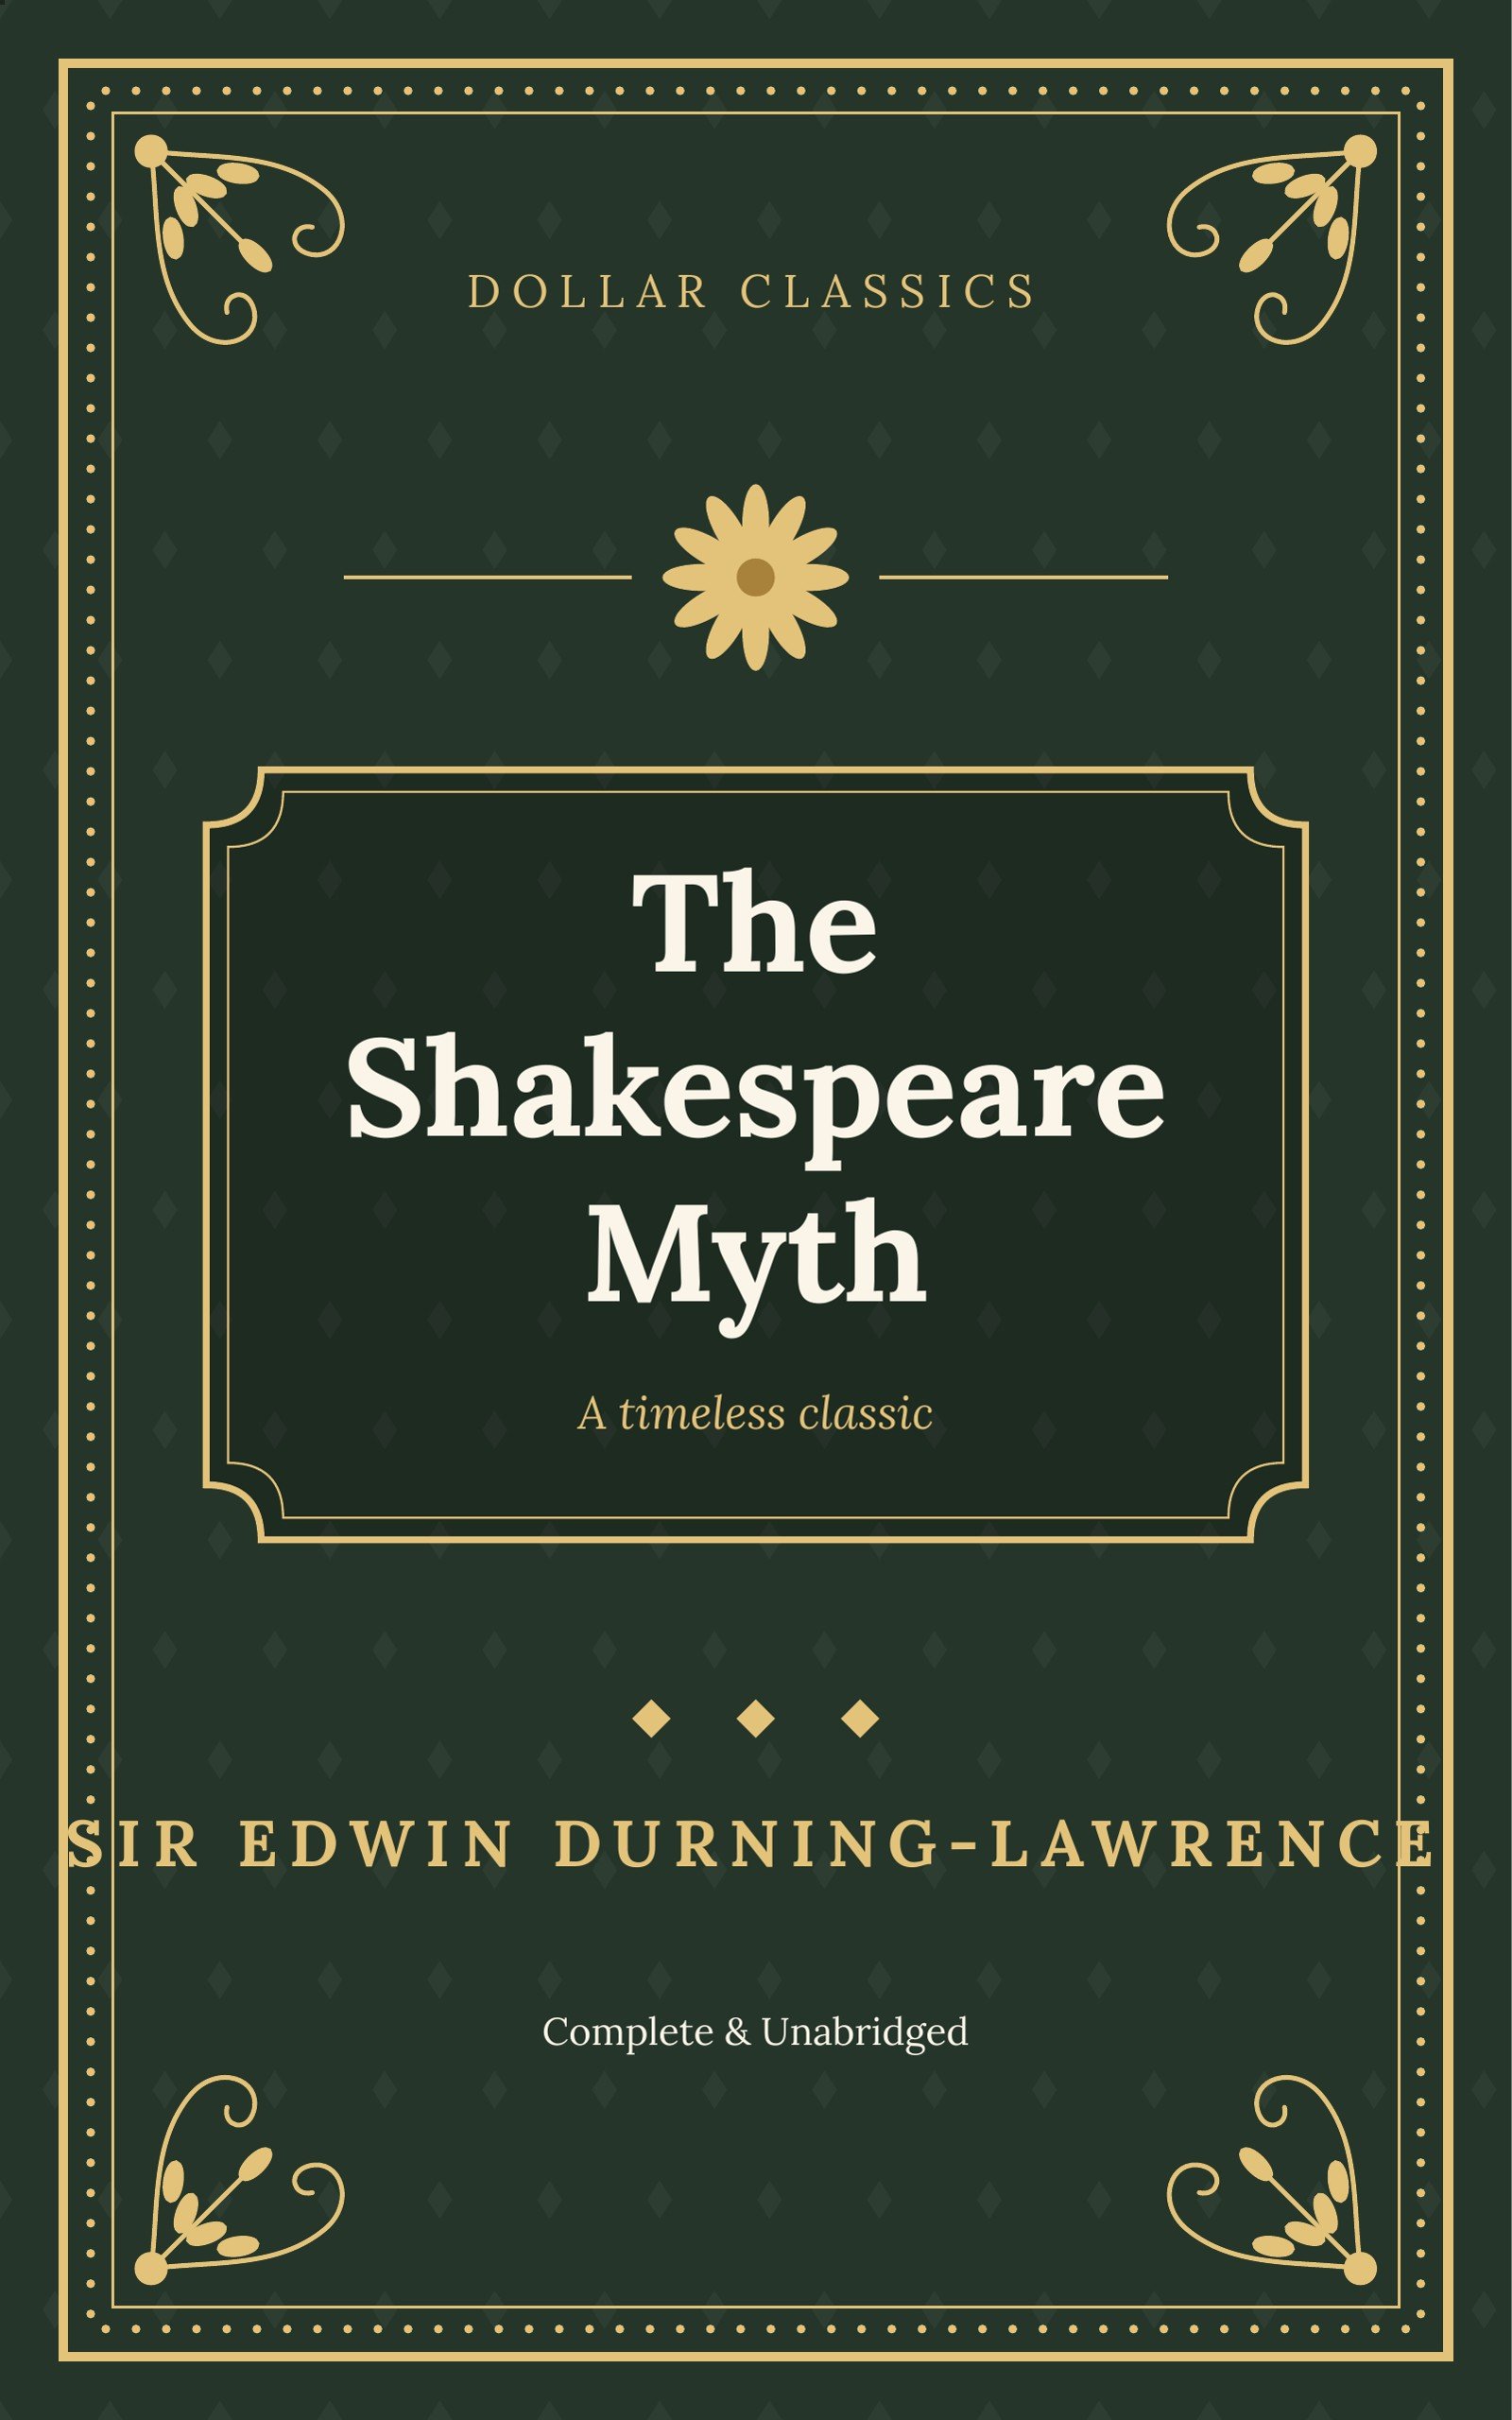 DOLLAR CLASSICS
The
Shakespeare
Myth
A timeless classic
SIR EDWIN DURNING-LAWRENCE
Complete & Unabridged